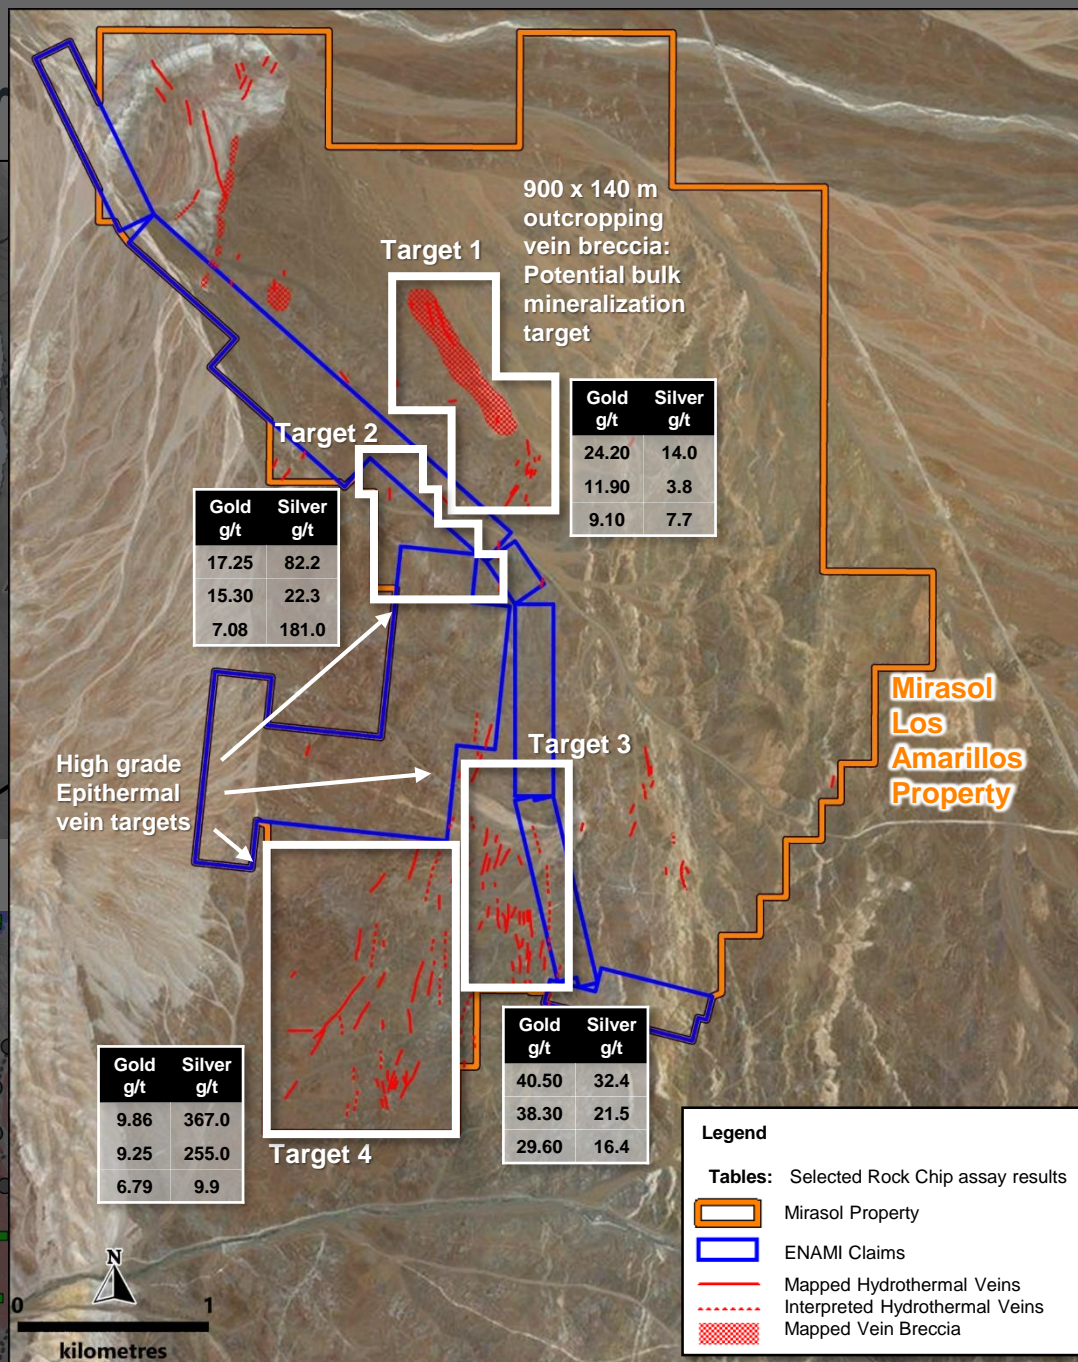 900 x 140 m
outcropping
vein breccia:
Potential bulk
mineralization
target
Target 1
Gold Silver
g/t g/t
24.20 14.0
11.90 3.8
9.10 7.7
Target 2
Gold Silver
g/t g/t
17.25 82.2
15.30 22.3
7.08 181.0
Mirasol
Los
Amarillos
Property
Target 3
High grade
Epithermal
vein targets
Gold Silver
g/t g/t
40.50 32.4
38.30 21.5
29.60 16.4
Gold Silver
g/t g/t
9.86 367.0
9.25 255.0
6.79 9.9
Target 4
Legend
Tables: Selected Rock Chip assay results
Mirasol Property
ENAMI Claims
Mapped Hydrothermal Veins
Interpreted Hydrothermal Veins
Mapped Vein Breccia
N
0 1
kilometres